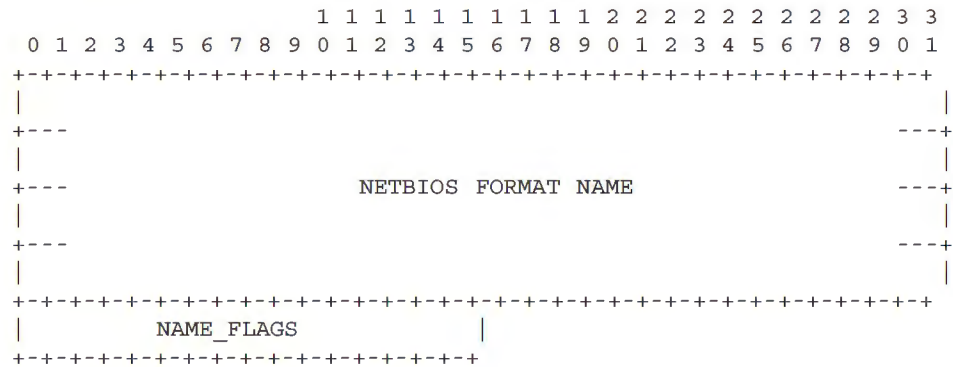 1 1 1 1 1 1 1 1 1 1 2 2 2 2 2 2 2 2 2 2 3 3
 0 1 2 3 4 5 6 7 8 9 0 1 2 3 4 5 6 7 8 9 0 1 2 3 4 5 6 7 8 9 0 1
+-+-+-+-+-+-+-+-+-+-+-+-+-+-+-+-+-+-+-+-+-+-+-+-+-+-+-+-+-+-+-+-+
|                                                               |
+---                                                         ---+
|                                                               |
+---                    NETBIOS FORMAT NAME                  ---+
|                                                               |
+---                                                         ---+
|                                                               |
+-+-+-+-+-+-+-+-+-+-+-+-+-+-+-+-+-+-+-+-+-+-+-+-+-+-+-+-+-+-+-+-+
|         NAME_FLAGS            |
+-+-+-+-+-+-+-+-+-+-+-+-+-+-+-+-+